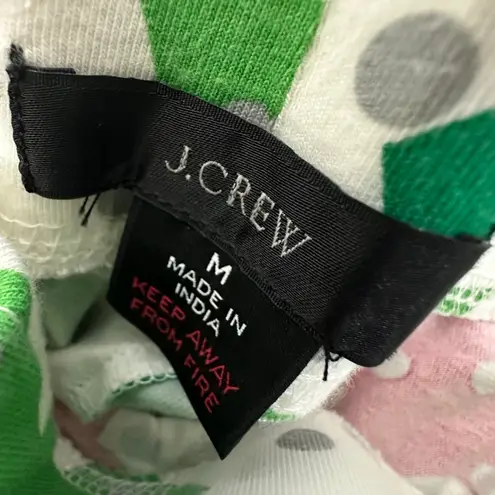 J.CREW
M
MADE IN
INDIA
KEEP AWAY
FROM FIRE